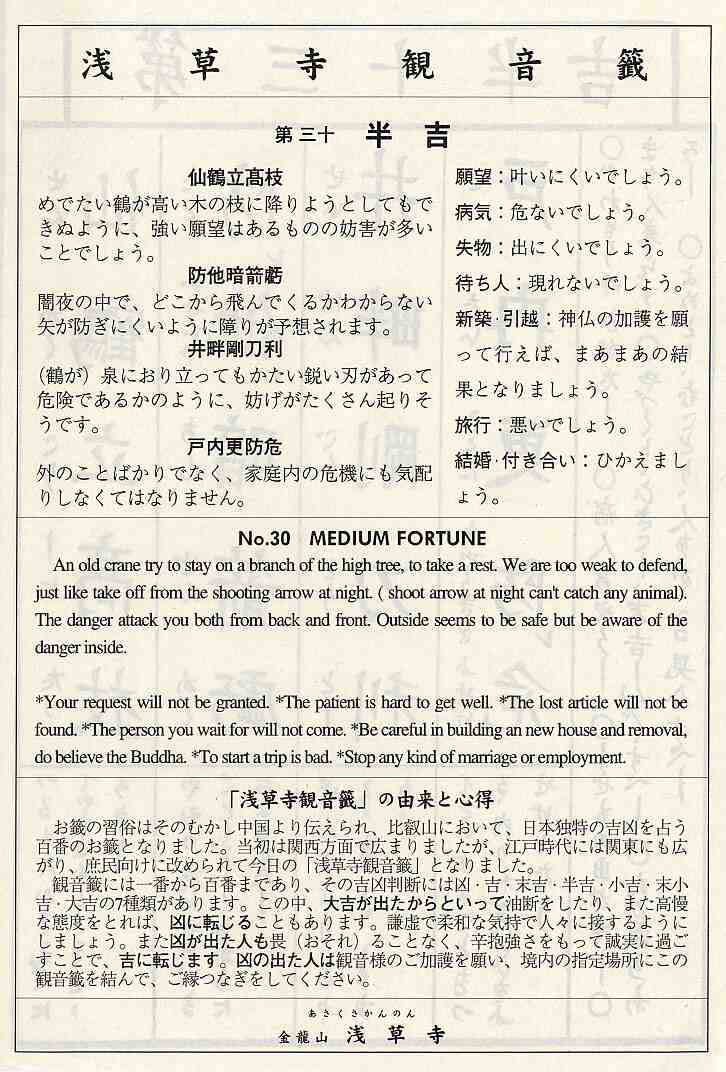 浅草寺観音籤
第三十 半吉
仙鶴立髙枝
めでたい鶴が高い木の枝に降りようとしてもで
きぬように、強い願望はあるものの妨害が多い
ことでしょう。
防他暗箭虧
闇夜の中で、どこから飛んでくるかわからない
矢が防ぎにくいように障りが予想されます。
井畔剛刀利
（鶴が）泉におり立ってもかたい鋭い刃があって
危険であるかのように、妨げがたくさん起りそ
うです。
戸内更防危
外のことばかりでなく、家庭内の危機にも気配
りしなくてはなりません。
願望：叶いにくいでしょう。
病気：危ないでしょう。
失物：出にくいでしょう。
待ち人：現れないでしょう。
新築·引越：神仏の加護を願
って行えば、まあまあの結
果となりましょう。
旅行：悪いでしょう。
結婚·付き合い：ひかえまし
ょう。
No.30 MEDIUM FORTUNE
An old crane try to stay on a branch of the high tree, to take a rest. We are too weak to defend,
just like take off from the shooting arrow at night. ( shoot arrow at night can't catch any animal).
The danger attack you both from back and front. Outside seems to be safe but be aware of the
danger inside.
*Your request will not be granted. *The patient is hard to get well. *The lost article will not be
found. *The person you wait for will not come. *Be careful in building an new house and removal,
do believe the Buddha. *To start a trip is bad. *Stop any kind of marriage or employment.
「浅草寺観音籤」の由来と心得
お籤の習俗はそのむかし中国より伝えられ、比叡山において、日本独特の吉凶を占う
百番のお籤となりました。当初は関西方面で広まりましたが、江戸時代には関東にも広
がり、庶民向けに改められて今日の「浅草寺観音籤」となりました。
観音籤には一番から百番まであり、その吉凶判断には凶·吉·末吉·半吉·小吉·末小
吉·大吉の7種類があります。この中、大吉が出たからといって油断をしたり、また高慢
な態度をとれば、凶に転じることもあります。謙虚で柔和な気持で人々に接するように
しましょう。また凶が出た人も畏（おそれ）ることなく、辛抱強さをもって誠実に過ご
すことで、吉に転じます。凶の出た人は観音様のご加護を願い、境内の指定場所にこの
観音籤を結んで、ご縁つなぎをしてください。
あさくさかんのん
金龍山 浅草寺